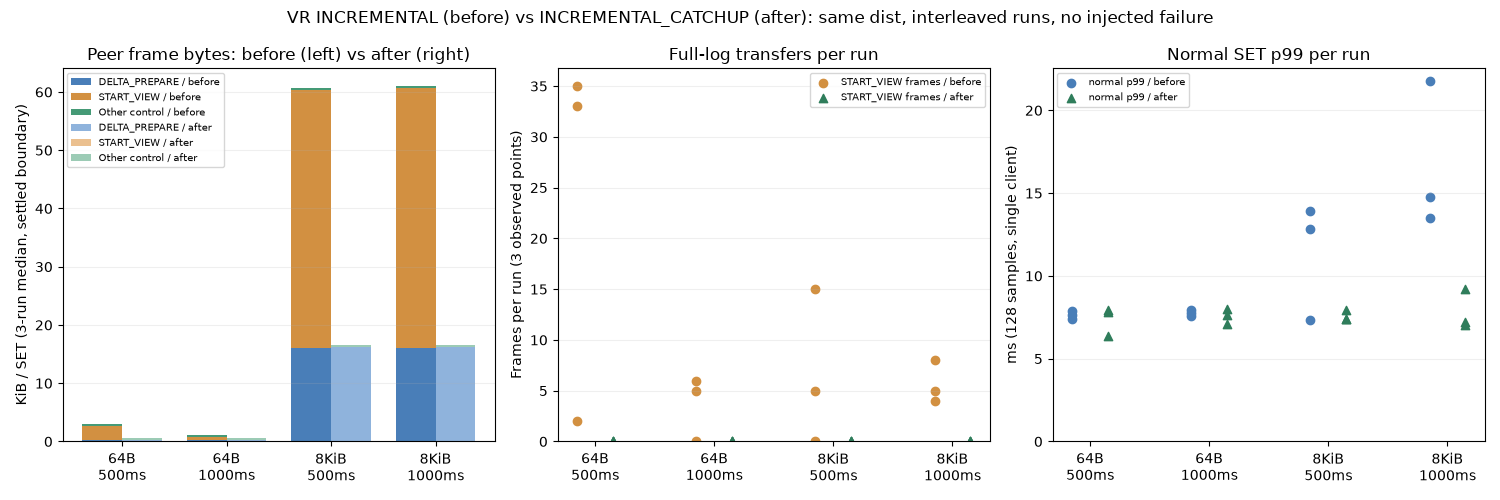 VR INCREMENTAL (before) vs INCREMENTAL_CATCHUP (after): same dist, interleaved runs, no injected failure
Peer frame bytes: before (left) vs after (right)
KiB / SET (3-run median, settled boundary)
60
50
40
30
20
10
0
DELTA_PREPARE / before
START_VIEW / before
Other control / before
DELTA_PREPARE / after
START_VIEW / after
Other control / after
64B
500ms
64B
1000ms
8KiB
500ms
8KiB
1000ms
Full-log transfers per run
Frames per run (3 observed points)
35
30
25
20
15
10
5
0
START_VIEW frames / before
START_VIEW frames / after
64B
500ms
64B
1000ms
8KiB
500ms
8KiB
1000ms
Normal SET p99 per run
ms (128 samples, single client)
20
15
10
5
0
normal p99 / before
normal p99 / after
64B
500ms
64B
1000ms
8KiB
500ms
8KiB
1000ms